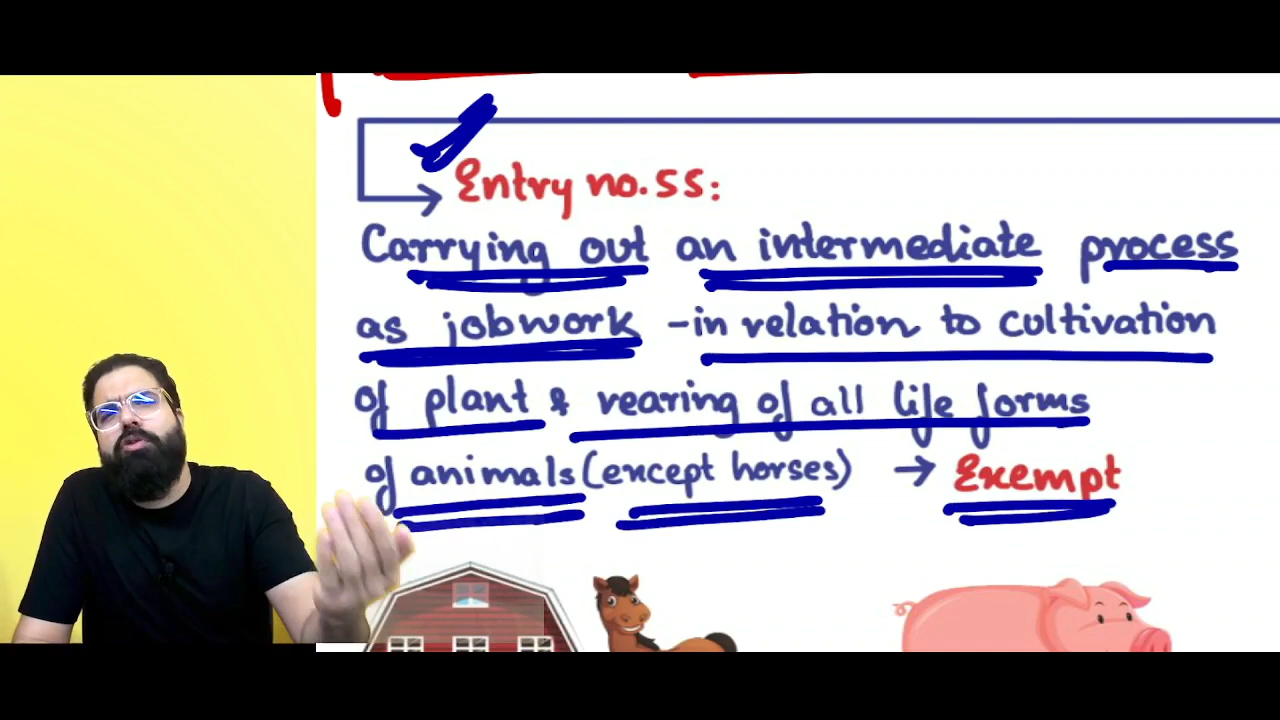 Entry no.55:
Carrying out an intermediate process
as jobwork - in relation to cultivation
of plant & rearing of all life forms
of animals (except horses) → Exempt